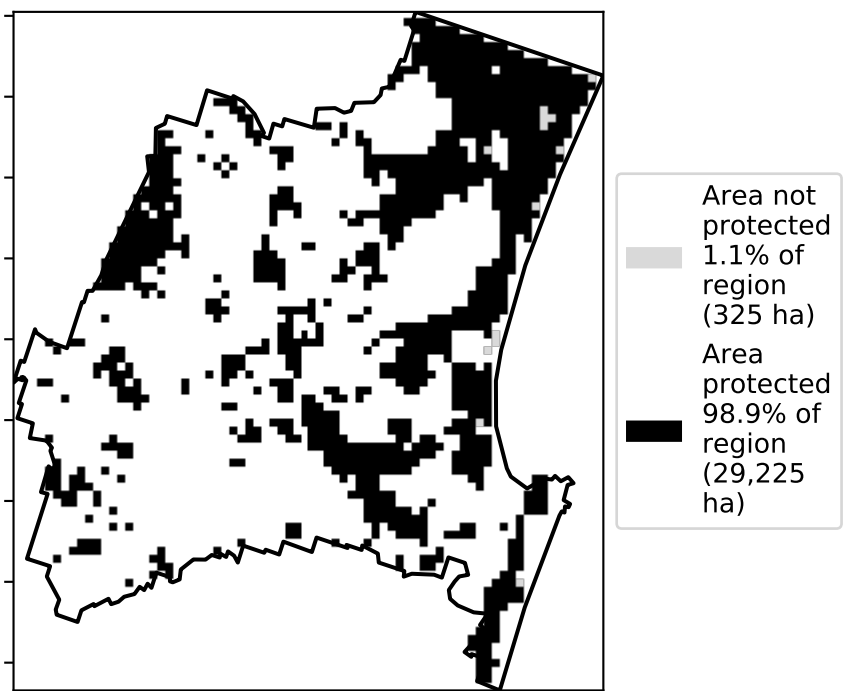 Area not
protected
1.1% of
region
(325 ha)
Area
protected
98.9% of
region
(29,225
ha)